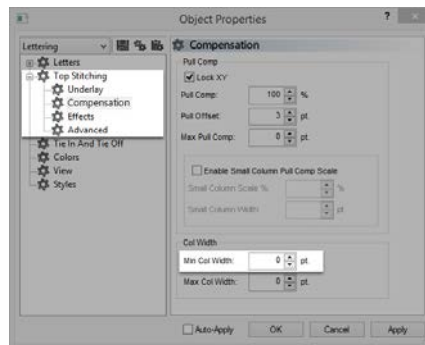 Object Properties ?
Lettering
Letters
Top Stitching
Underlay
Compensation
Effects
Advanced
Tie In And Tie Off
Colors
View
Styles
Compensation
Pull Comp
Lock XY
Pull Comp: 100 %
Pull Offset: 3 pt.
Max Pull Comp: 0 pt.
Enable Small Column Pull Comp Scale
Small Column Scale % %
Small Column Width pt
Col Width
Min Col Width: 0 pt.
Max Col Width: 0 pt.
Auto-Apply OK Cancel Apply